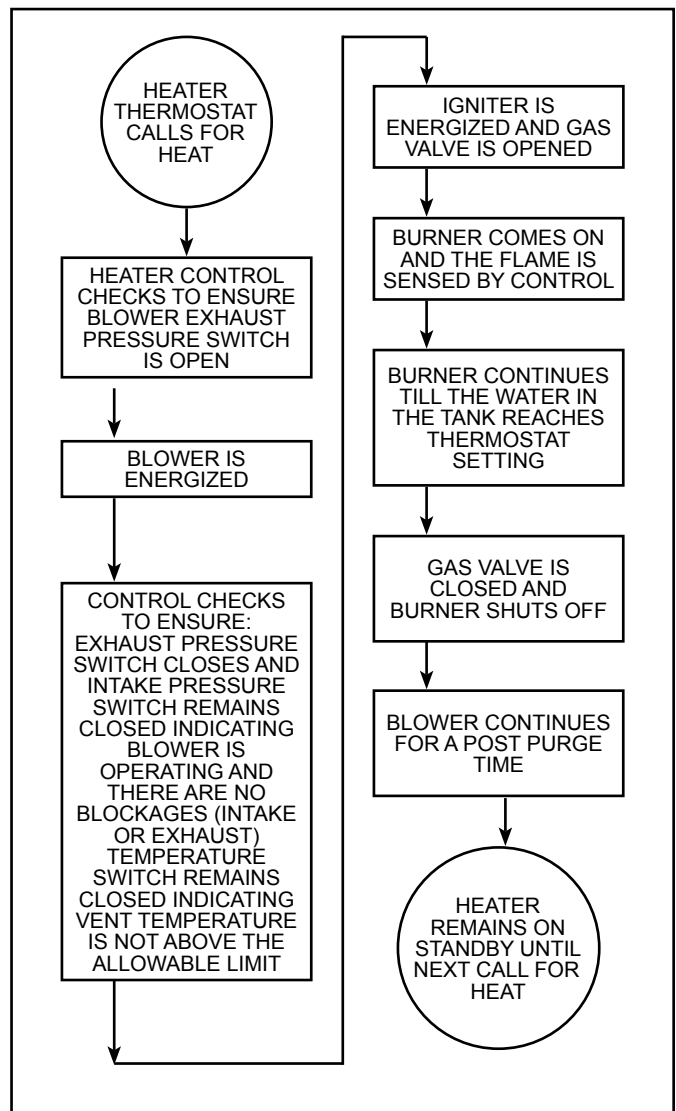 HEATER
THERMOSTAT
CALLS FOR
HEAT
HEATER CONTROL
CHECKS TO ENSURE
BLOWER EXHAUST
PRESSURE SWITCH
IS OPEN
BLOWER IS
ENERGIZED
CONTROL CHECKS
TO ENSURE:
EXHAUST PRESSURE
SWITCH CLOSES AND
INTAKE PRESSURE
SWITCH REMAINS
CLOSED INDICATING
BLOWER IS
OPERATING AND
THERE ARE NO
BLOCKAGES (INTAKE
OR EXHAUST)
TEMPERATURE
SWITCH REMAINS
CLOSED INDICATING
VENT TEMPERATURE
IS NOT ABOVE THE
ALLOWABLE LIMIT
IGNITER IS
ENERGIZED AND GAS
VALVE IS OPENED
BURNER COMES ON
AND THE FLAME IS
SENSED BY CONTROL
BURNER CONTINUES
TILL THE WATER IN
THE TANK REACHES
THERMOSTAT
SETTING
GAS VALVE IS
CLOSED AND
BURNER SHUTS OFF
BLOWER CONTINUES
FOR A POST PURGE
TIME
HEATER
REMAINS ON
STANDBY UNTIL
NEXT CALL FOR
HEAT